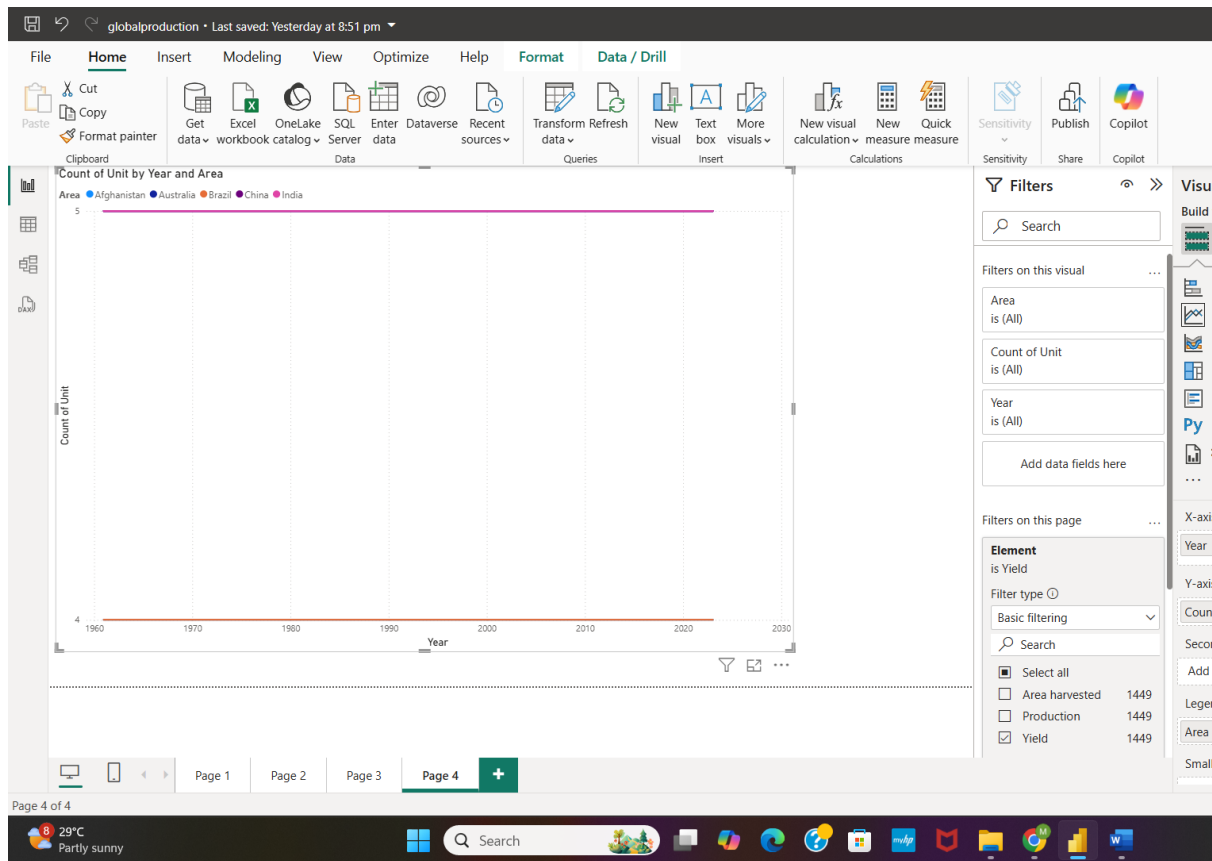 globalproduction • Last saved: Yesterday at 8:51 pm
File Home Insert Modeling View Optimize Help Format Data / Drill
Paste
Cut
Copy
Format painter
Clipboard
Get data
Excel workbook
OneLake catalog
SQL Server
Enter data
Dataverse
Recent sources
Data
Transform data
Refresh
Queries
New visual
Text box
More visuals
Insert
New visual calculation
New measure
Quick measure
Calculations
Sensitivity
Sensitivity
Publish
Share
Copilot
Copilot
DAX
Count of Unit by Year and Area
Area Afghanistan Australia Brazil China India
5
Count of Unit
4
1960 1970 1980 1990 2000 2010 2020 2030
Year
Filters
Search
Filters on this visual ...
Area
is (All)
Count of Unit
is (All)
Year
is (All)
Add data fields here
Filters on this page ...
Element
is Yield
Filter type
Basic filtering
Search
Select all
Area harvested 1449
Production 1449
Yield 1449
Visu
Build
Py
...
X-axi
Year
Y-axi
Coun
Secon
Add
Leger
Area
Small
Page 1 Page 2 Page 3 Page 4 +
Page 4 of 4
8
29°C
Partly sunny
Search
myhp
M
W